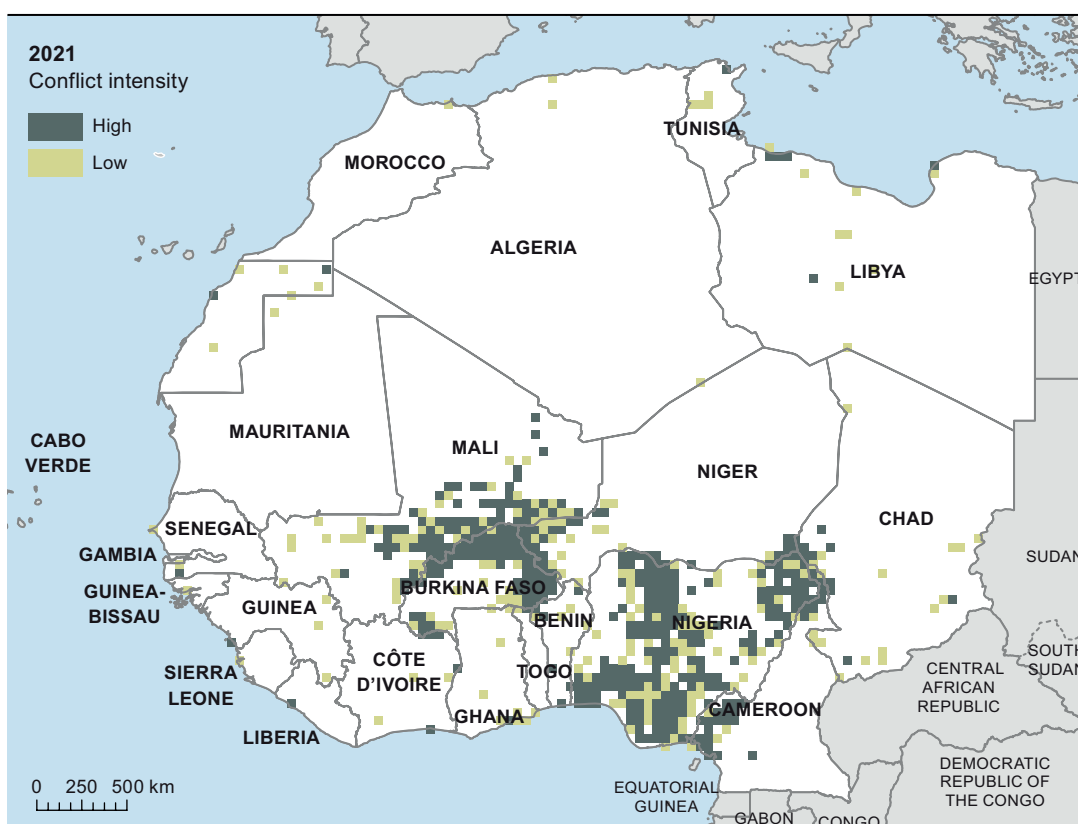 2021
Conflict intensity
High
Low
TUNISIA
MOROCCO
ALGERIA
LIBYA
EGYPT
CABO
VERDE
MAURITANIA
MALI
NIGER
CHAD
SENEGAL
SUDAN
GAMBIA
GUINEA-
BISSAU
GUINEA
BURKINA FASO
BENIN
NIGERIA
SIERRA
LEONE
CÔTE
D'IVOIRE
TOGO
CENTRAL
AFRICAN
REPUBLIC
SOUTH
SUDAN
LIBERIA
GHANA
CAMEROON
0 250 500 km
EQUATORIAL
GUINEA
DEMOCRATIC
REPUBLIC OF
THE CONGO
GABON
CONGO